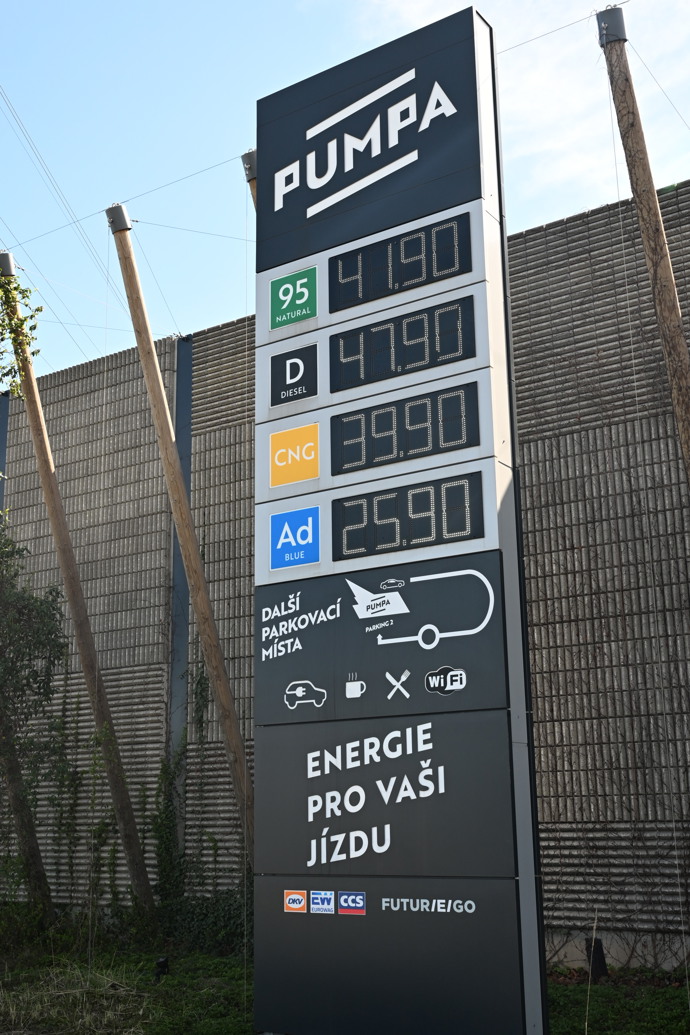 PUMPA
95
NATURAL
41.90
D
DIESEL
47.90
CNG
39.90
Ad
BLUE
25.90
DALŠÍ
PARKOVACÍ
MÍSTA
PUMPA
PARKING 2
WiFi
ENERGIE
PRO VAŠI
JÍZDU
DKV EW EUROWAG CCS FUTUR/E/GO